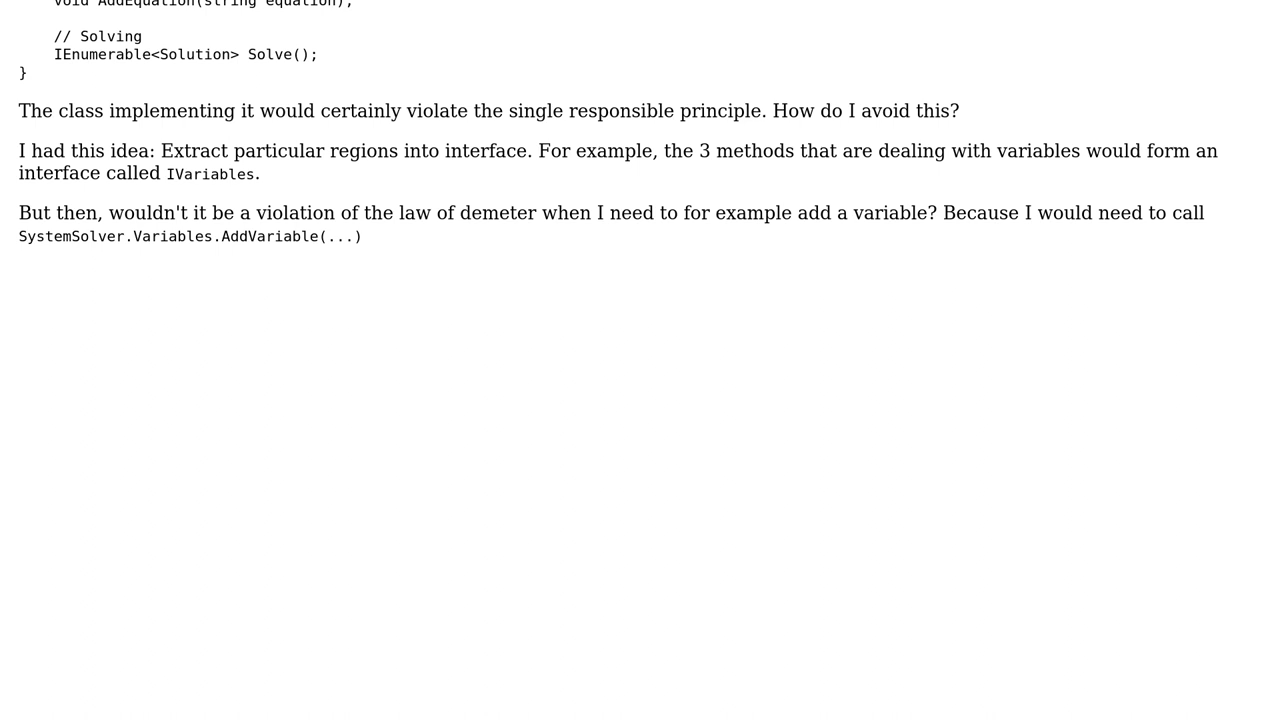 void AddEquation(string equation);
// Solving
IEnumerable<Solution> Solve();
}
The class implementing it would certainly violate the single responsible principle. How do I avoid this?
I had this idea: Extract particular regions into interface. For example, the 3 methods that are dealing with variables would form an
interface called IVariables.
But then, wouldn't it be a violation of the law of demeter when I need to for example add a variable? Because I would need to call
SystemSolver.Variables.AddVariable(...)